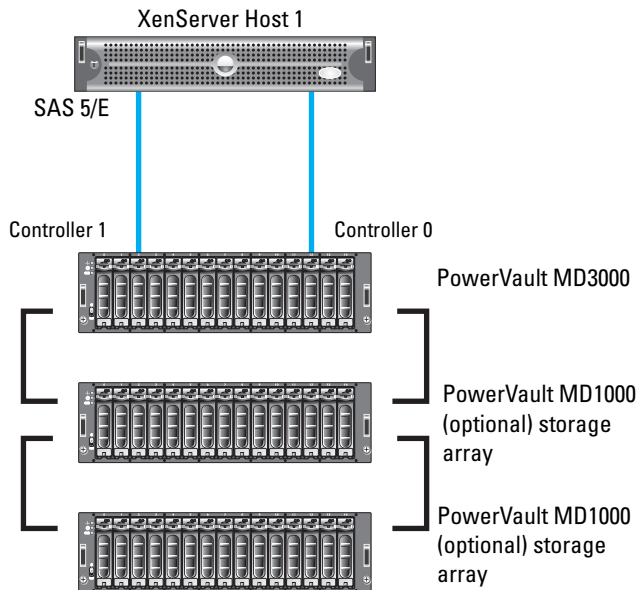 XenServer Host 1
SAS 5/E
Controller 1
Controller 0
PowerVault MD3000
PowerVault MD1000
(optional) storage
array
PowerVault MD1000
(optional) storage
array